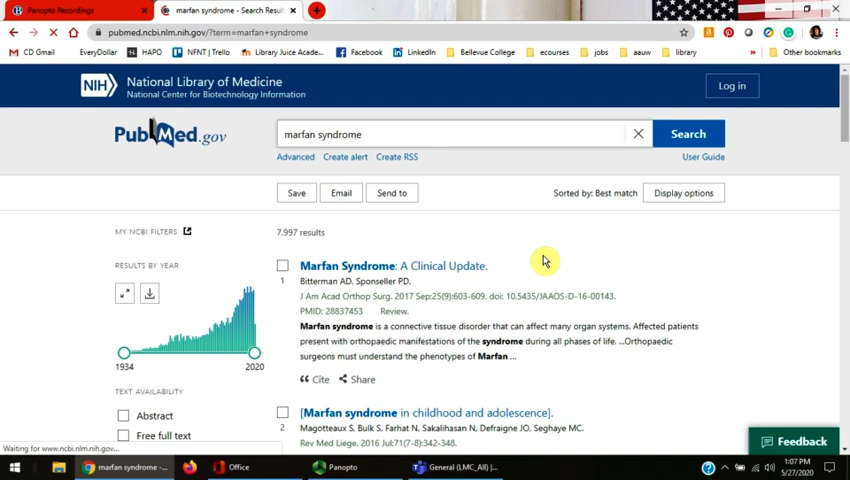 Panopto Recordings
marfan syndrome - Search Resul
pubmed.ncbi.nlm.nih.gov/?term=marfan+syndrome
CD Gmail
EveryDollar
HAPO
NFNT | Trello
Library Juice Acade...
Facebook
LinkedIn
Bellevue College
ecourses
jobs
aauw
library
»
Other bookmarks
NIH
National Library of Medicine
National Center for Biotechnology Information
Log in
PubMed.gov
marfan syndrome
Search
Advanced
Create alert
Create RSS
User Guide
Save
Email
Send to
Sorted by: Best match
Display options
MY NCBI FILTERS
7,997 results
RESULTS BY YEAR
1934
2020
TEXT AVAILABILITY
Abstract
Free full text
Marfan Syndrome: A Clinical Update.
1
Bitterman AD, Sponseller PD.
J Am Acad Orthop Surg. 2017 Sep;25(9):603-609. doi: 10.5435/JAAOS-D-16-00143.
PMID: 28837453 Review.
Marfan syndrome is a connective tissue disorder that can affect many organ systems. Affected patients
present with orthopaedic manifestations of the syndrome during all phases of life. ...Orthopaedic
surgeons must understand the phenotypes of Marfan ...
Cite
Share
[Marfan syndrome in childhood and adolescence].
2
Magotteaux S, Bulk S, Farhat N, Sakalihasan N, Defraigne JO, Seghaye MC.
Rev Med Liege. 2016 Jul;71(7-8):342-348.
Feedback
Waiting for www.ncbi.nlm.nih.gov...
marfan syndrome -...
Office
Panopto
General (LMC_All) |...
1:07 PM
5/27/2020